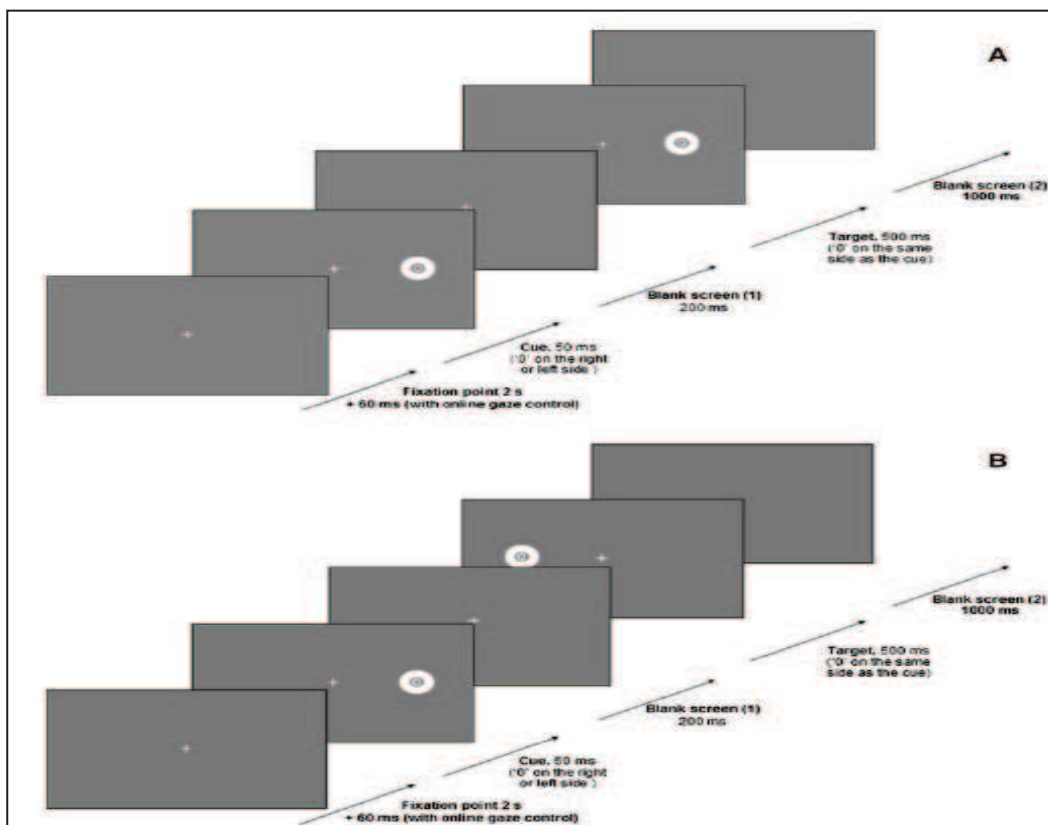 A
Blank screen (2)
1000 ms
Target, 500 ms
('0' on the same
side as the cue)
Blank screen (1)
200 ms
Cue, 50 ms
('0' on the right
or left side )
Fixation point 2 s
+ 60 ms (with online gaze control)
B
Blank screen (2)
1000 ms
Target, 500 ms
('0' on the same
side as the cue)
Blank screen (1)
200 ms
Cue, 50 ms
('0' on the right
or left side )
Fixation point 2 s
+ 60 ms (with online gaze control)